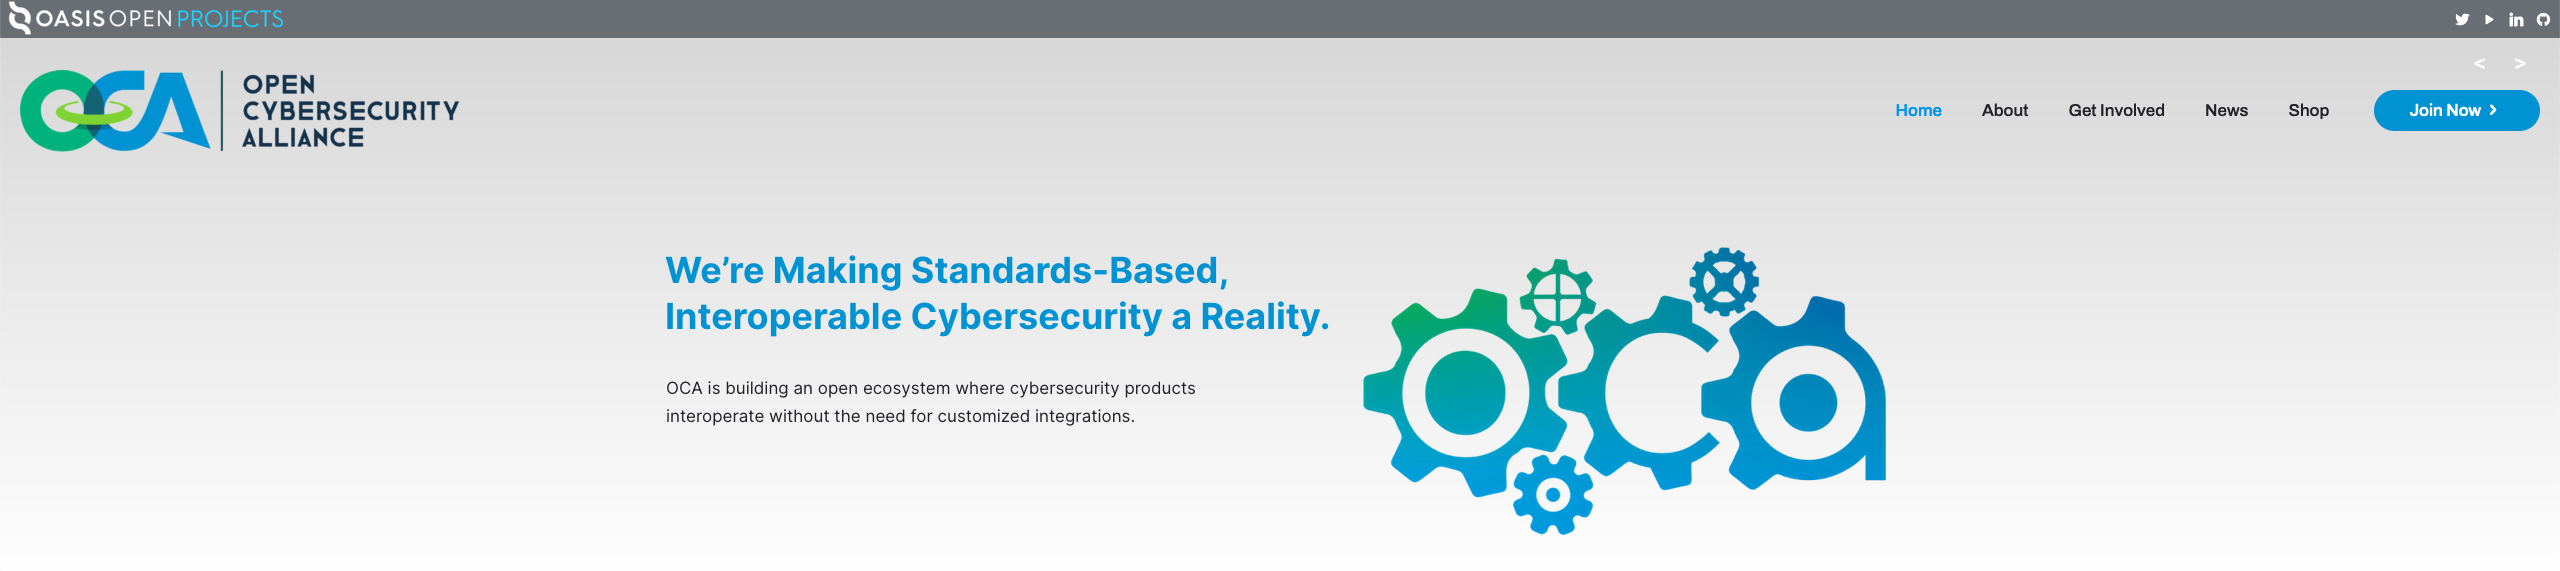 OASIS OPEN PROJECTS
< >
OCA
OPEN
CYBERSECURITY
ALLIANCE
Home About Get Involved News Shop Join Now >
We’re Making Standards-Based,
Interoperable Cybersecurity a Reality.
OCA is building an open ecosystem where cybersecurity products
interoperate without the need for customized integrations.
oca